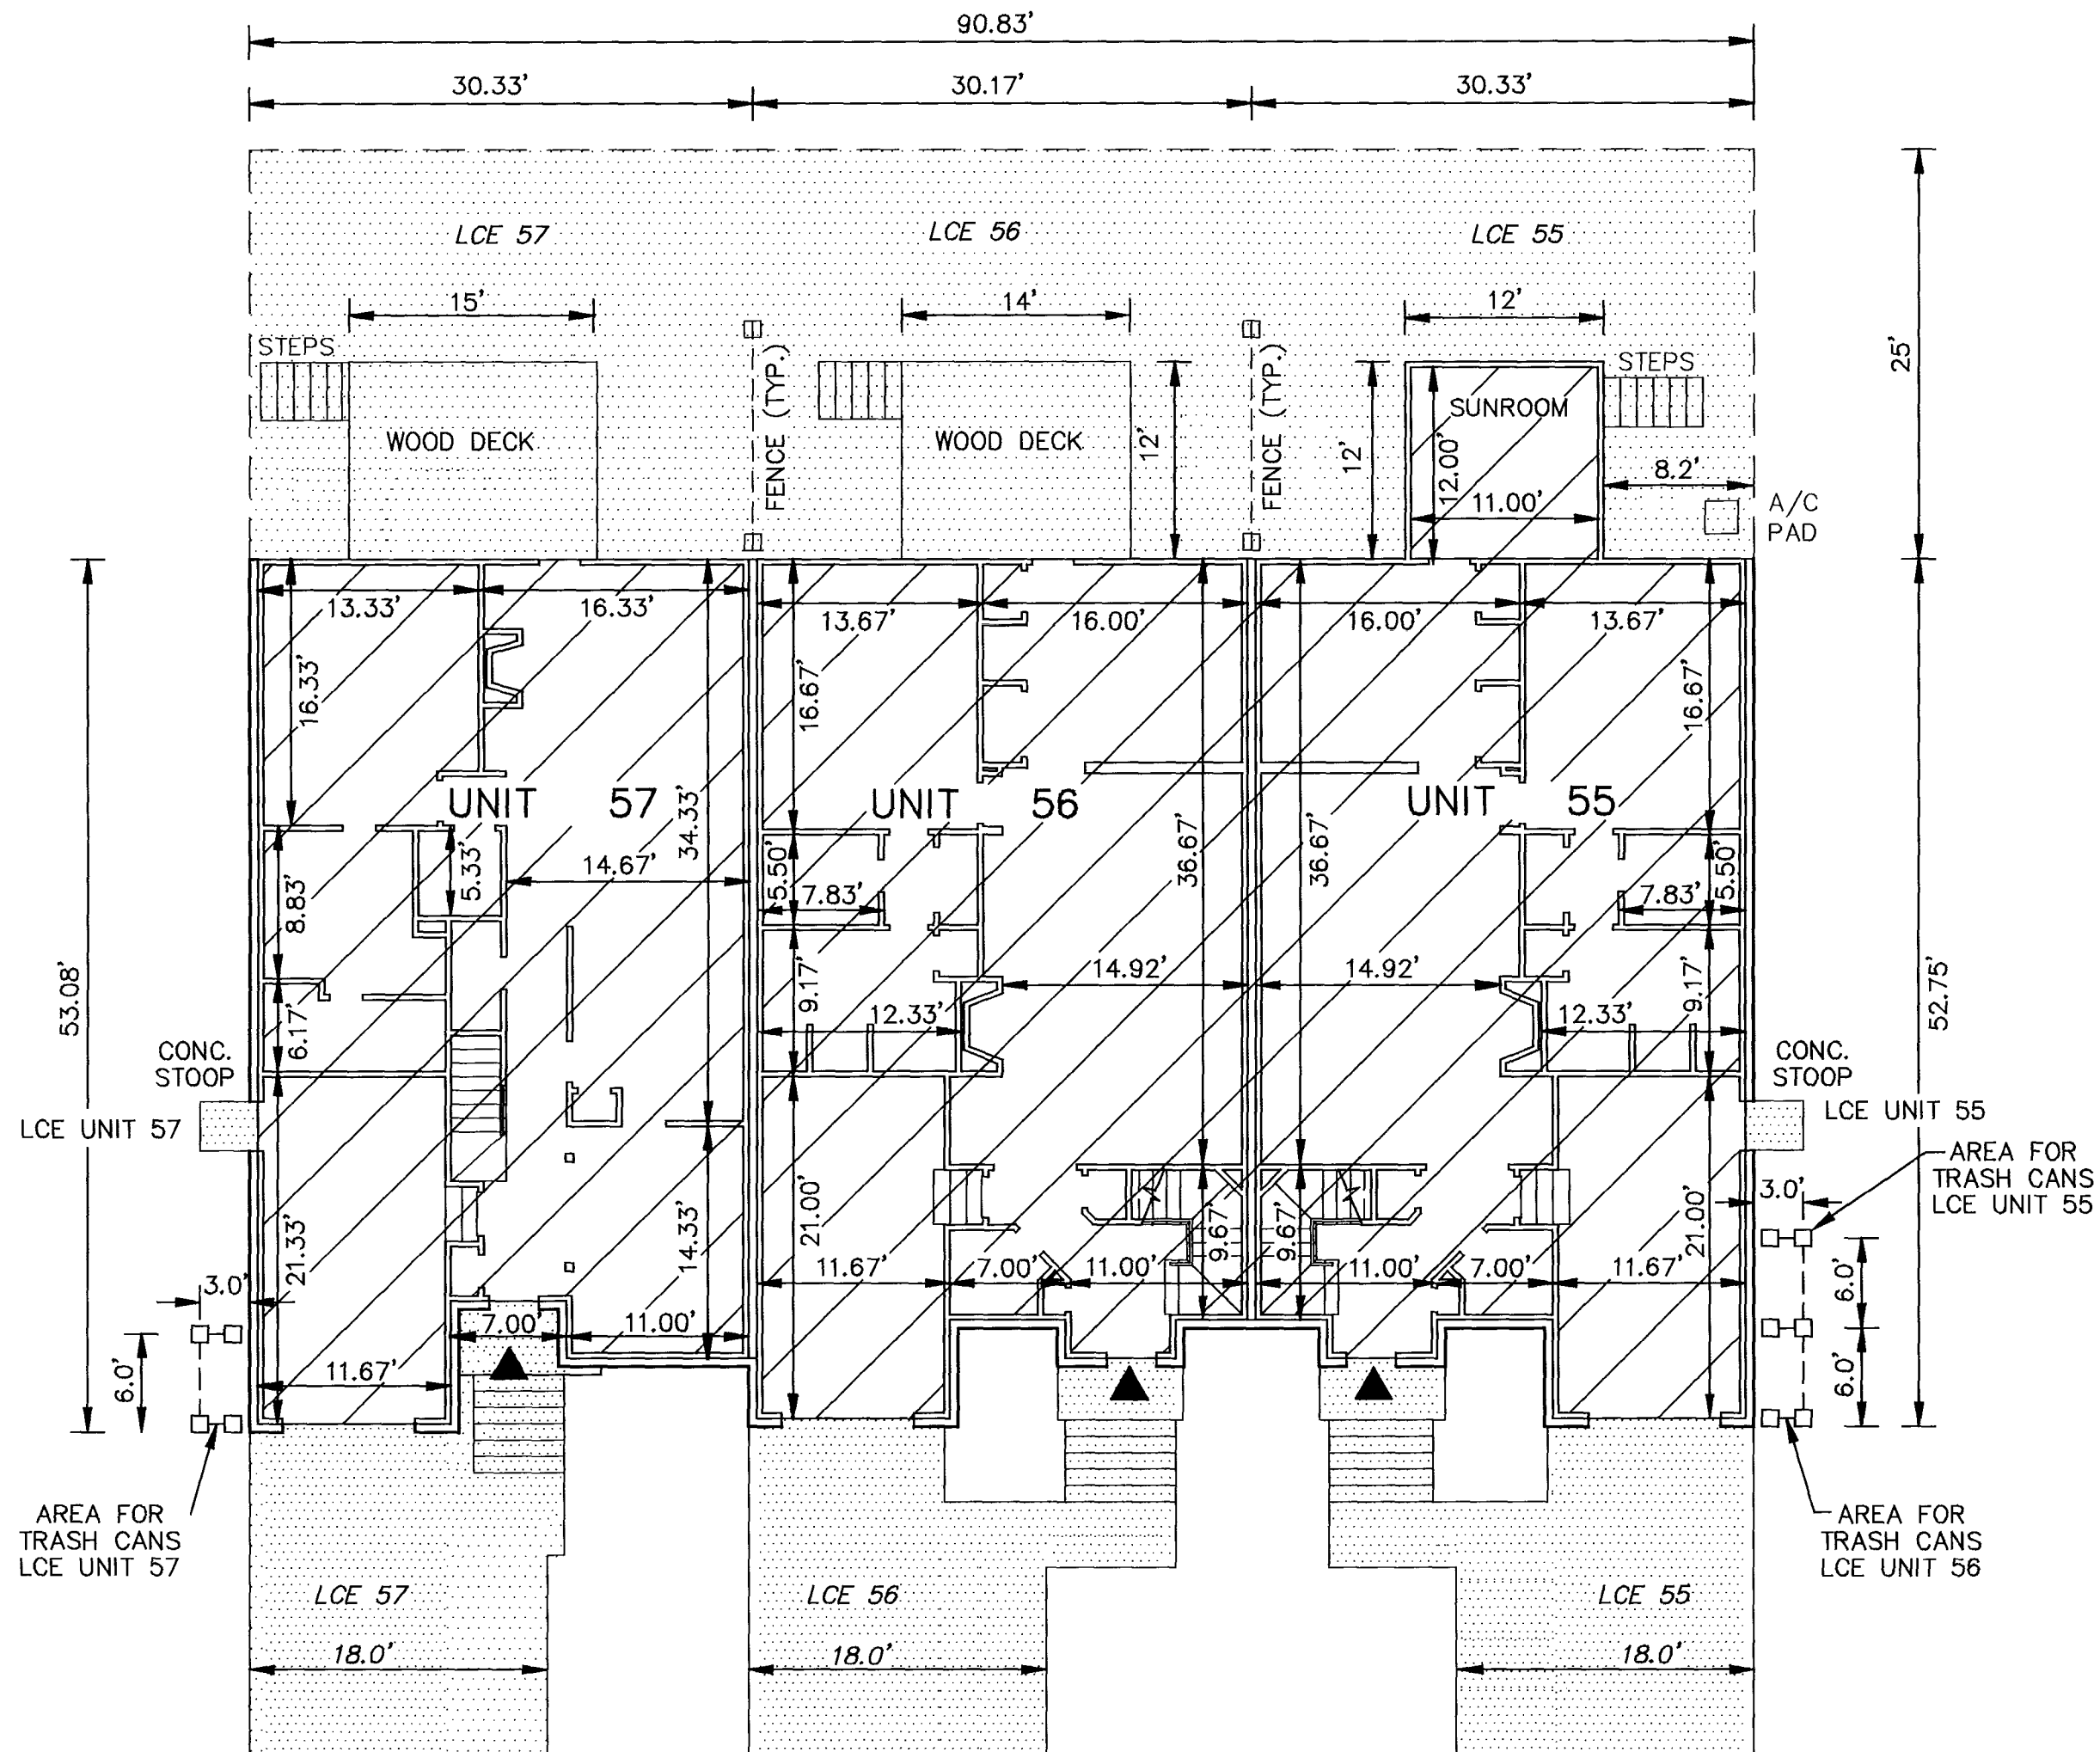 90.83'
30.33'
30.17'
30.33'
LCE 57
LCE 56
LCE 55
25'
15'
14'
12'
STEPS
STEPS
WOOD DECK
FENCE (TYP.)
WOOD DECK
12'
FENCE (TYP.)
12'
SUNROOM
12.00'
11.00'
8.2'
A/C
PAD
13.33'
16.33'
13.67'
16.00'
16.00'
13.67'
16.33'
16.67'
16.67'
UNIT 57
UNIT 56
UNIT 55
34.33'
36.67'
36.67'
5.33'
14.67'
5.50'
7.83'
5.50'
7.83'
8.83'
9.17'
14.92'
14.92'
9.17'
12.33'
12.33'
53.08'
52.75'
6.17'
CONC.
STOOP
LCE UNIT 57
CONC.
STOOP
LCE UNIT 55
AREA FOR
TRASH CANS
LCE UNIT 55
3.0'
21.33'
14.33'
21.00'
9.67'
9.67'
21.00'
3.0'
6.0'
11.67'
7.00'
11.00'
11.67'
7.00'
11.00'
11.00'
7.00'
11.67'
6.0'
6.0'
AREA FOR
TRASH CANS
LCE UNIT 57
AREA FOR
TRASH CANS
LCE UNIT 56
LCE 57
LCE 56
LCE 55
18.0'
18.0'
18.0'